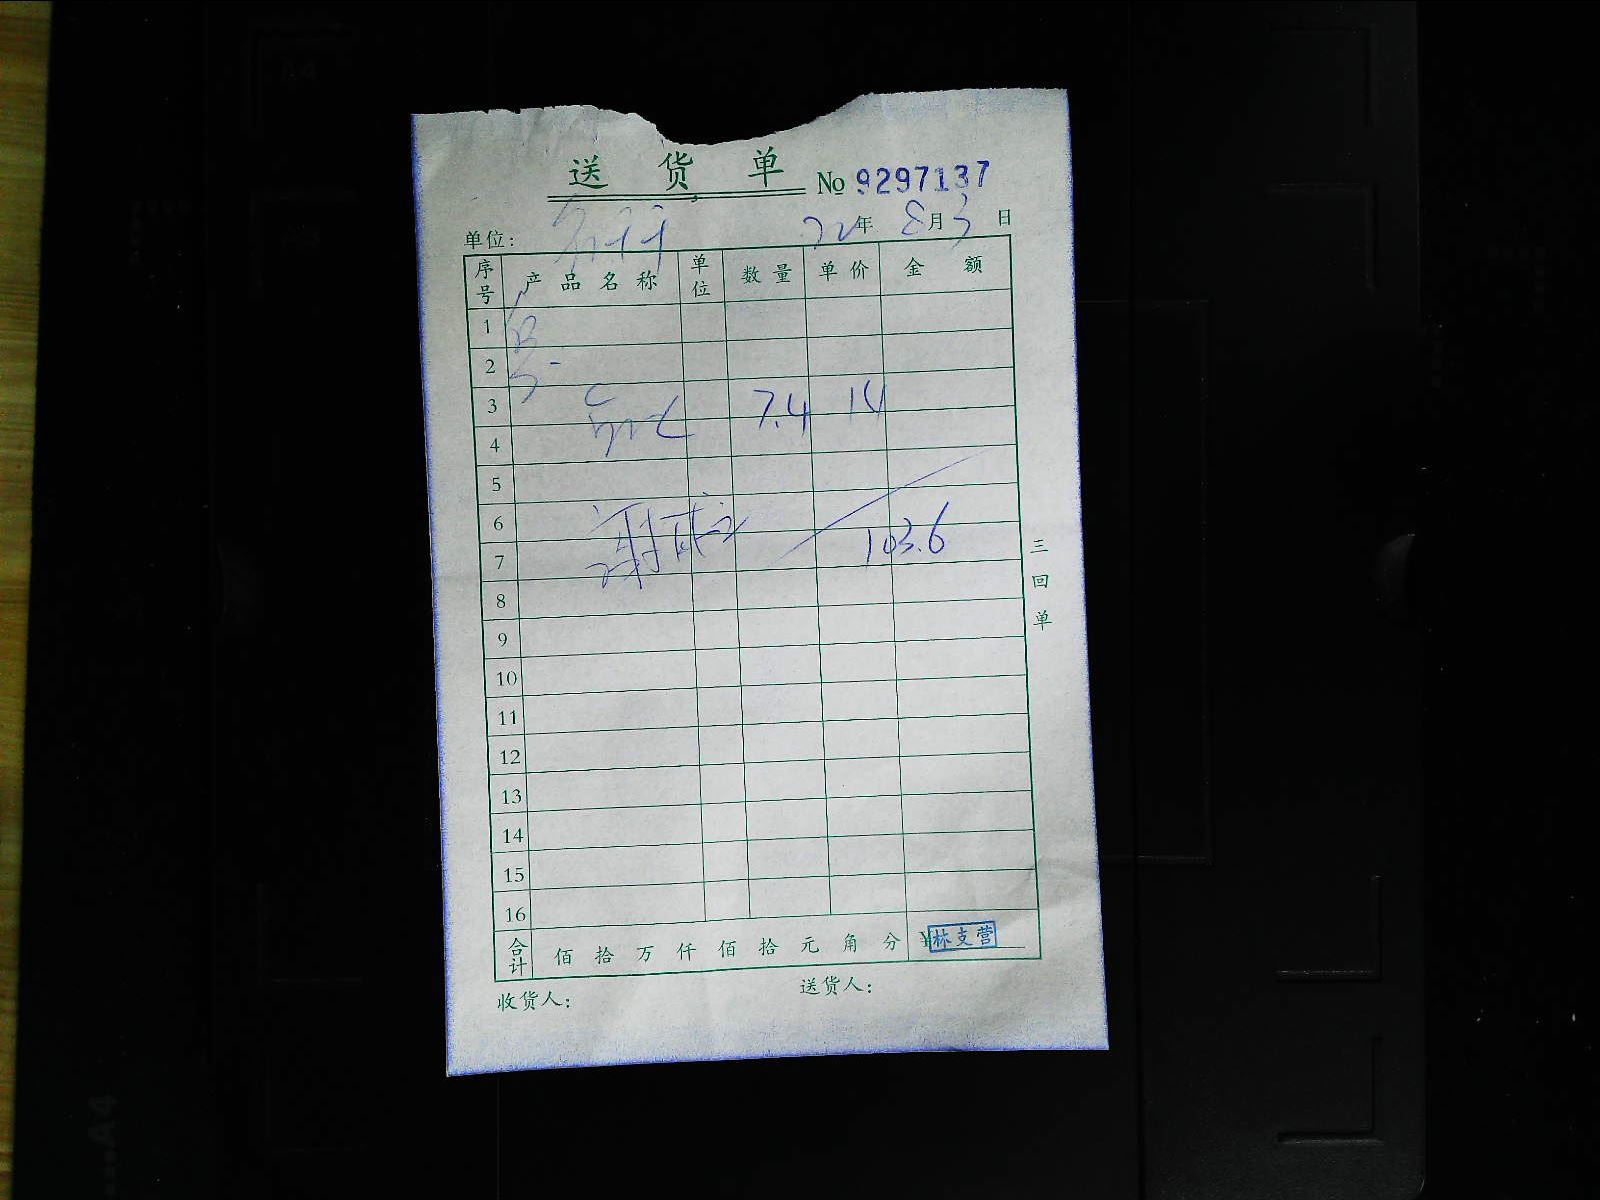 送货单 No 9297137
单位: 22年8月3日
序号 产品名称 单位 数量 单价 金额
1
2
3 7.4 14
4
5
6
7 103.6
8
9
10
11
12
13
14
15
16
合计 佰拾万仟佰拾元角分 ¥ 林支营
收货人: 送货人:
三回单